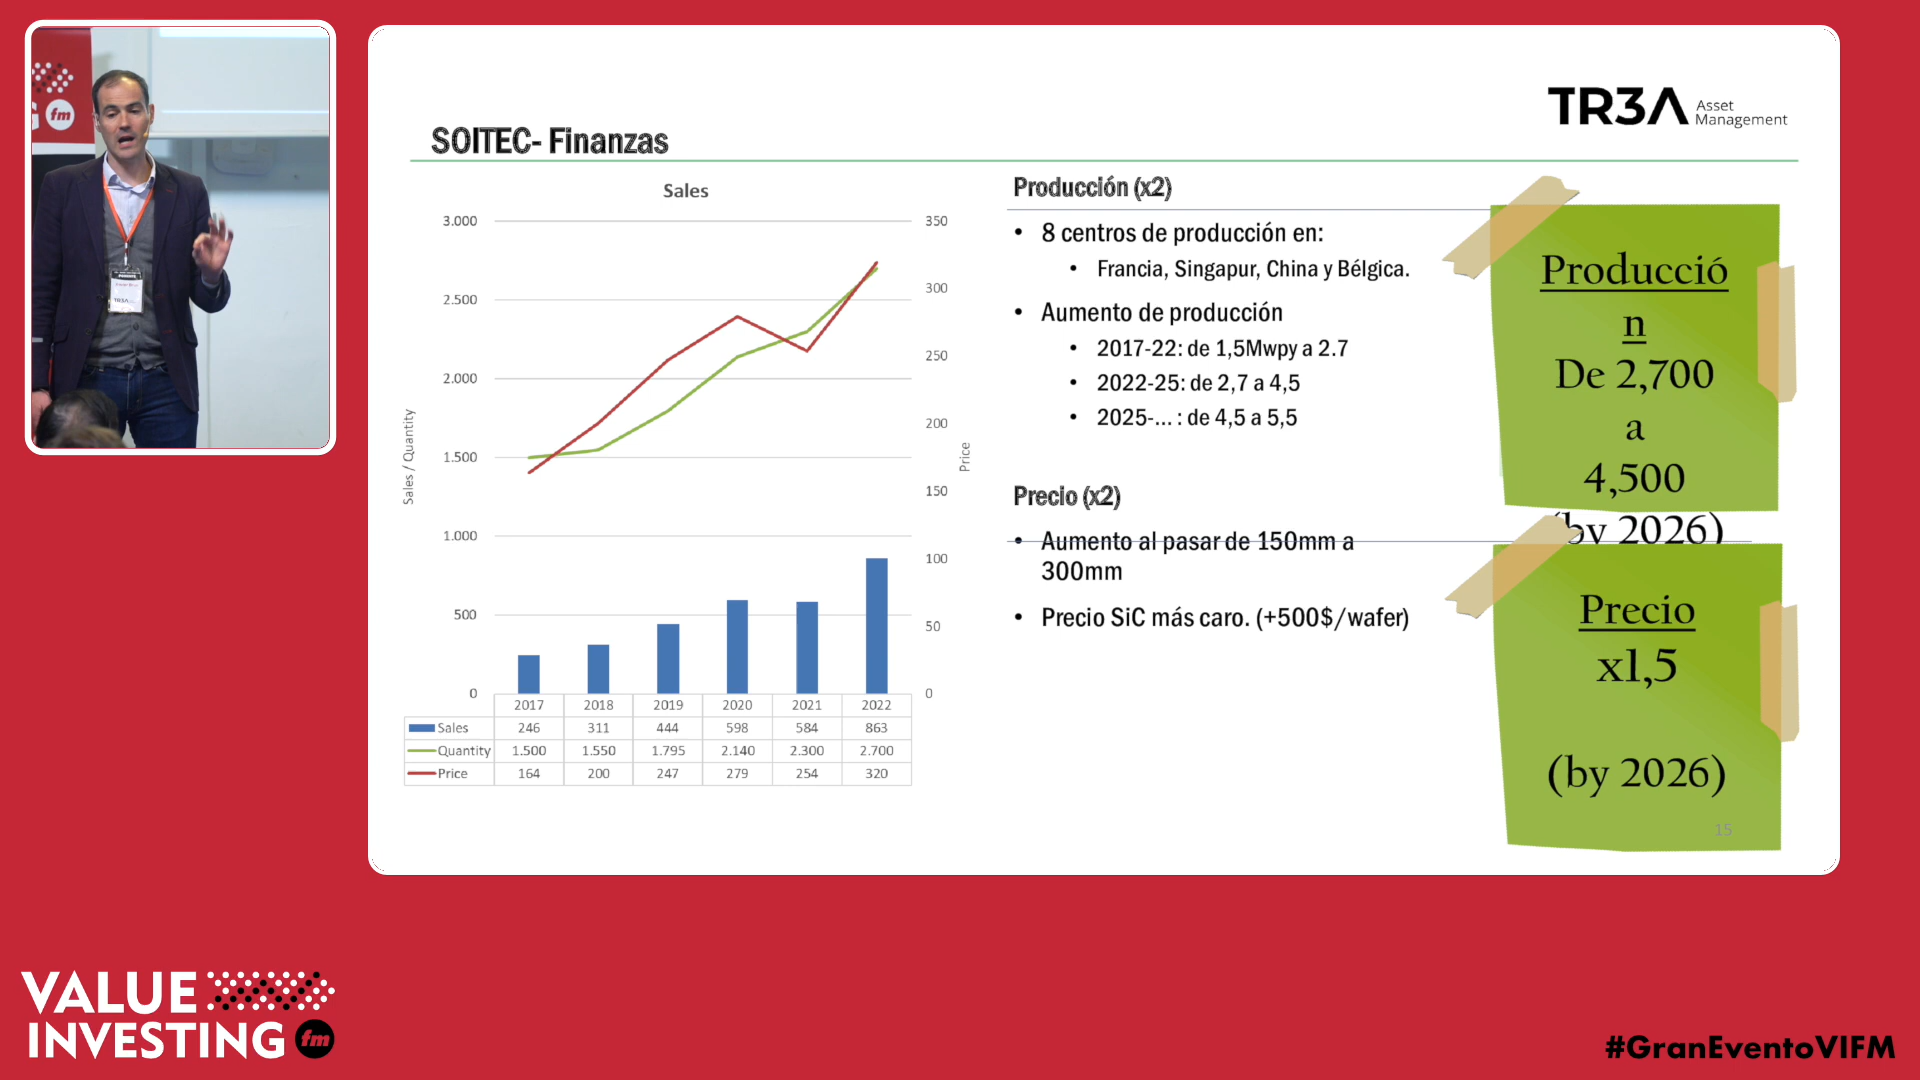 fm
TR3A Asset Management
SOITEC- Finanzas
Sales
3.000
2.500
2.000
1.500
1.000
500
0
Sales / Quantity
350
300
250
200
150
100
50
0
Price
2017 2018 2019 2020 2021 2022
Sales 246 311 444 598 584 863
Quantity 1.500 1.550 1.795 2.140 2.300 2.700
Price 164 200 247 279 254 320
Producción (x2)
• 8 centros de producción en:
• Francia, Singapur, China y Bélgica.
• Aumento de producción
• 2017-22: de 1,5Mwpy a 2.7
• 2022-25: de 2,7 a 4,5
• 2025-... : de 4,5 a 5,5
Precio (x2)
• Aumento al pasar de 150mm a
300mm
• Precio SiC más caro. (+500$/wafer)
Producció
n
De 2,700
a
4,500
(by 2026)
Precio
x1,5
(by 2026)
15
VALUE
INVESTING fm
#GranEventoVIFM